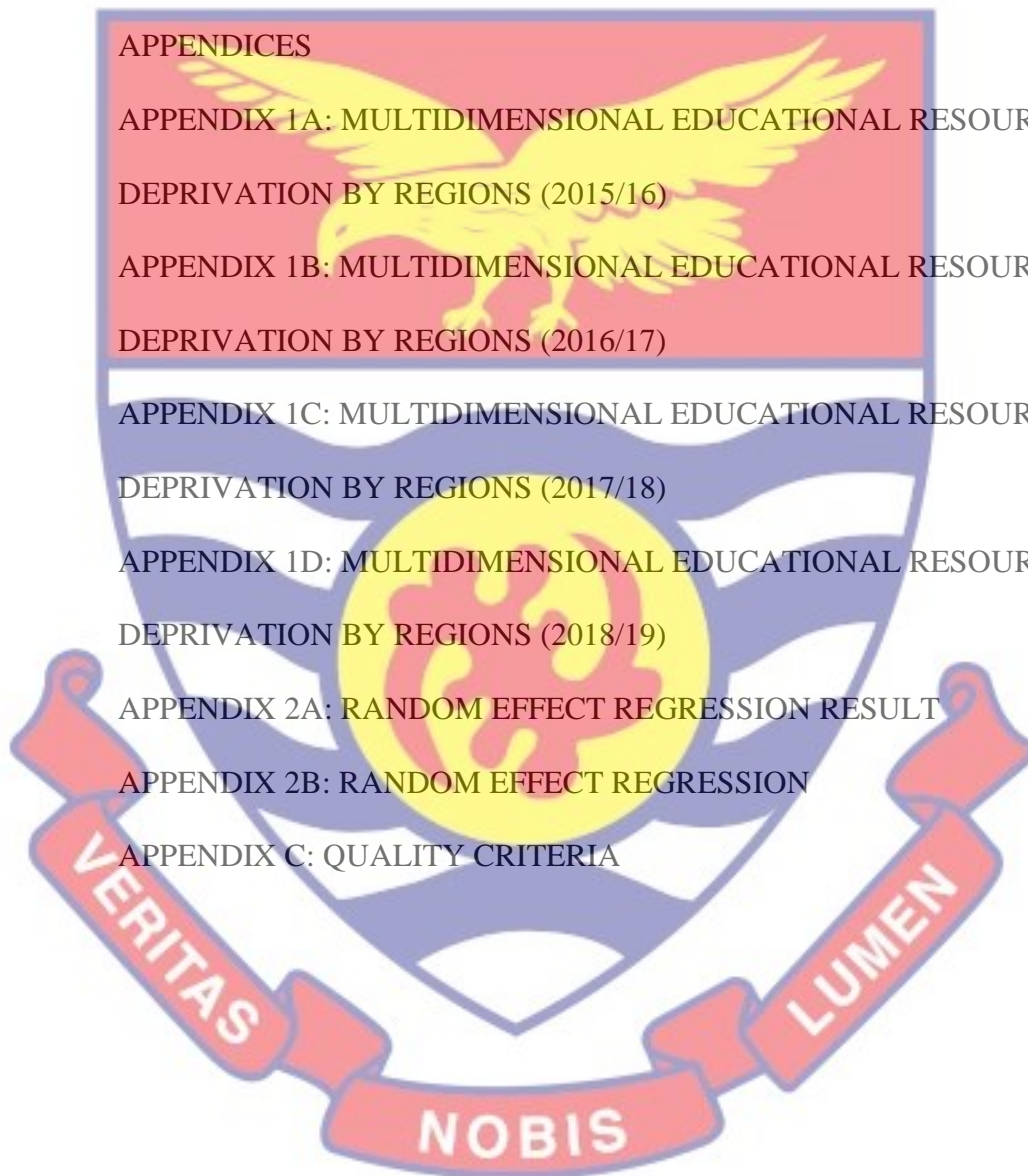 APPENDICES
APPENDIX 1A: MULTIDIMENSIONAL EDUCATIONAL RESOUR
DEPRIVATION BY REGIONS (2015/16)
APPENDIX 1B: MULTIDIMENSIONAL EDUCATIONAL RESOUR
DEPRIVATION BY REGIONS (2016/17)
APPENDIX 1C: MULTIDIMENSIONAL EDUCATIONAL RESOUR
DEPRIVATION BY REGIONS (2017/18)
APPENDIX 1D: MULTIDIMENSIONAL EDUCATIONAL RESOUR
DEPRIVATION BY REGIONS (2018/19)
APPENDIX 2A: RANDOM EFFECT REGRESSION RESULT
APPENDIX 2B: RANDOM EFFECT REGRESSION
APPENDIX C: QUALITY CRITERIA
VERITAS
NOBIS
LUMEN